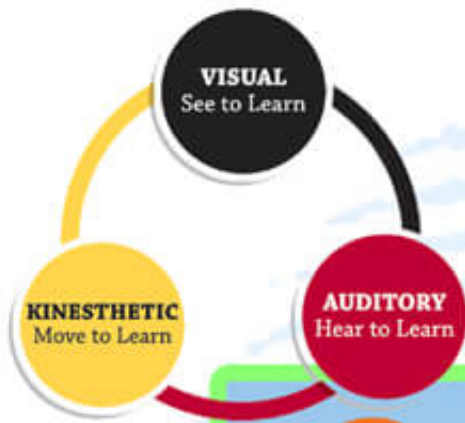 VISUAL
See to Learn
KINESTHETIC
Move to Learn
AUDITORY
Hear to Learn